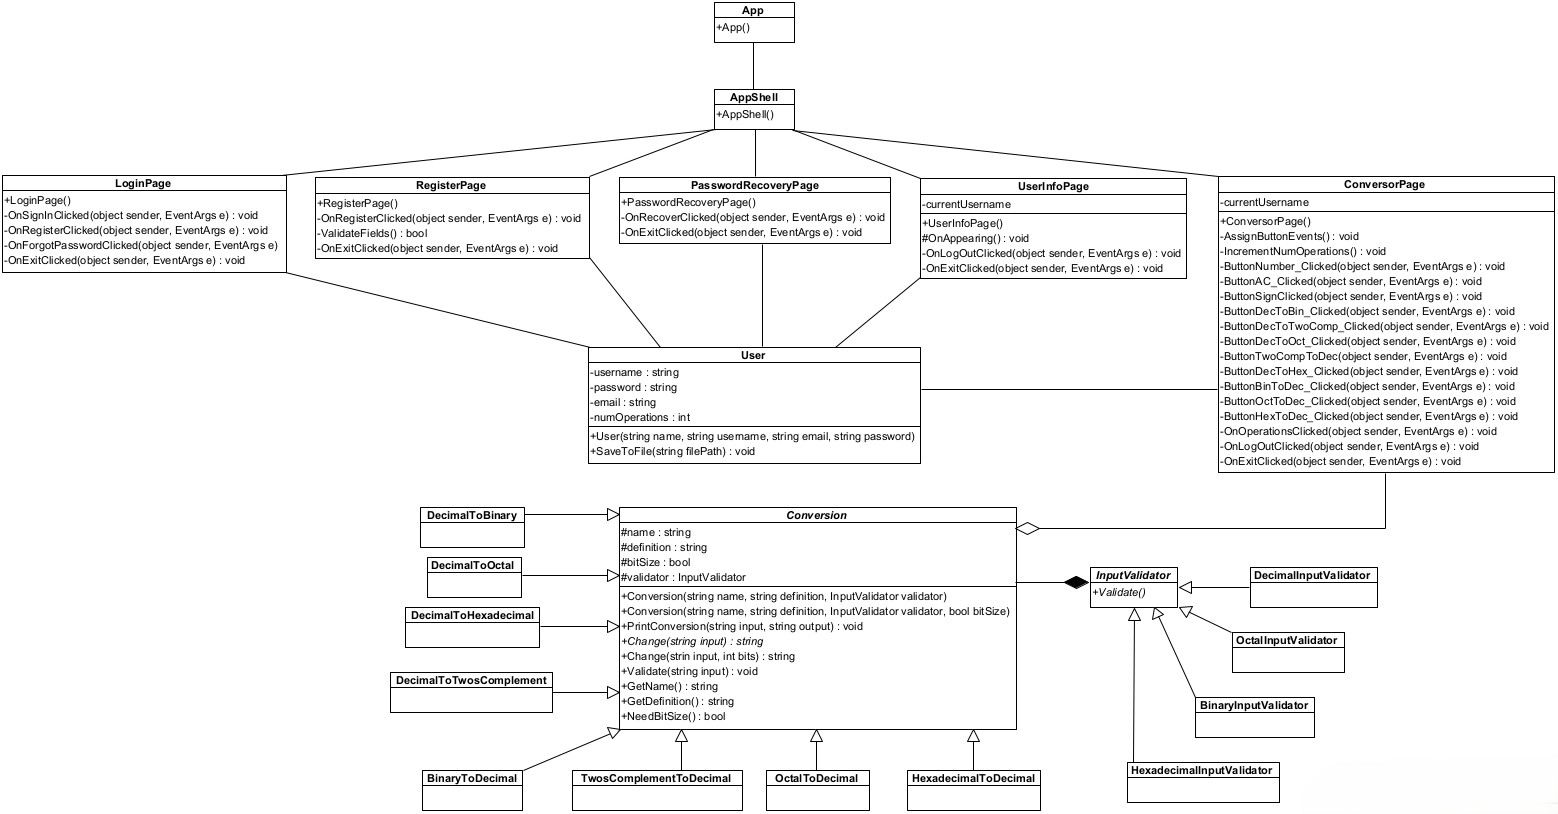 App
+App()
AppShell
+AppShell()
LoginPage
+LoginPage()
-OnSignInClicked(object sender, EventArgs e) : void
-OnRegisterClicked(object sender, EventArgs e) : void
-OnForgotPasswordClicked(object sender, EventArgs e)
-OnExitClicked(object sender, EventArgs e) : void
RegisterPage
+RegisterPage()
-OnRegisterClicked(object sender, EventArgs e) : void
-ValidateFields() : bool
-OnExitClicked(object sender, EventArgs e) : void
PasswordRecoveryPage
+PasswordRecoveryPage()
-OnRecoverClicked(object sender, EventArgs e) : void
-OnExitClicked(object sender, EventArgs e) : void
UserInfoPage
-currentUsername
+UserInfoPage()
#OnAppearing() : void
-OnLogOutClicked(object sender, EventArgs e) : void
-OnExitClicked(object sender, EventArgs e) : void
ConversorPage
-currentUsername
+ConversorPage()
-AssignButtonEvents() : void
-IncrementNumOperations() : void
-ButtonNumber_Clicked(object sender, EventArgs e) : void
-ButtonAC_Clicked(object sender, EventArgs e) : void
-ButtonSignClicked(object sender, EventArgs e) : void
-ButtonDecToBin_Clicked(object sender, EventArgs e) : void
-ButtonDecToTwoComp_Clicked(object sender, EventArgs e) : void
-ButtonDecToOct_Clicked(object sender, EventArgs e) : void
-ButtonTwoCompToDec(object sender, EventArgs e) : void
-ButtonDecToHex_Clicked(object sender, EventArgs e) : void
-ButtonBinToDec_Clicked(object sender, EventArgs e) : void
-ButtonOctToDec_Clicked(object sender, EventArgs e) : void
-ButtonHexToDec_Clicked(object sender, EventArgs e) : void
-OnOperationsClicked(object sender, EventArgs e) : void
-OnLogOutClicked(object sender, EventArgs e) : void
-OnExitClicked(object sender, EventArgs e) : void
User
-username : string
-password : string
-email : string
-numOperations : int
+User(string name, string username, string email, string password)
+SaveToFile(string filePath) : void
DecimalToBinary
DecimalToOctal
DecimalToHexadecimal
DecimalToTwosComplement
Conversion
#name : string
#definition : string
#bitSize : bool
#validator : InputValidator
+Conversion(string name, string definition, InputValidator validator)
+Conversion(string name, string definition, InputValidator validator, bool bitSize)
+PrintConversion(string input, string output) : void
+Change(string input) : string
+Change(strin input, int bits) : string
+Validate(string input) : void
+GetName() : string
+GetDefinition() : string
+NeedBitSize() : bool
InputValidator
+Validate()
DecimalInputValidator
OctalInputValidator
BinaryInputValidator
HexadecimalInputValidator
BinaryToDecimal
TwosComplementToDecimal
OctalToDecimal
HexadecimalToDecimal